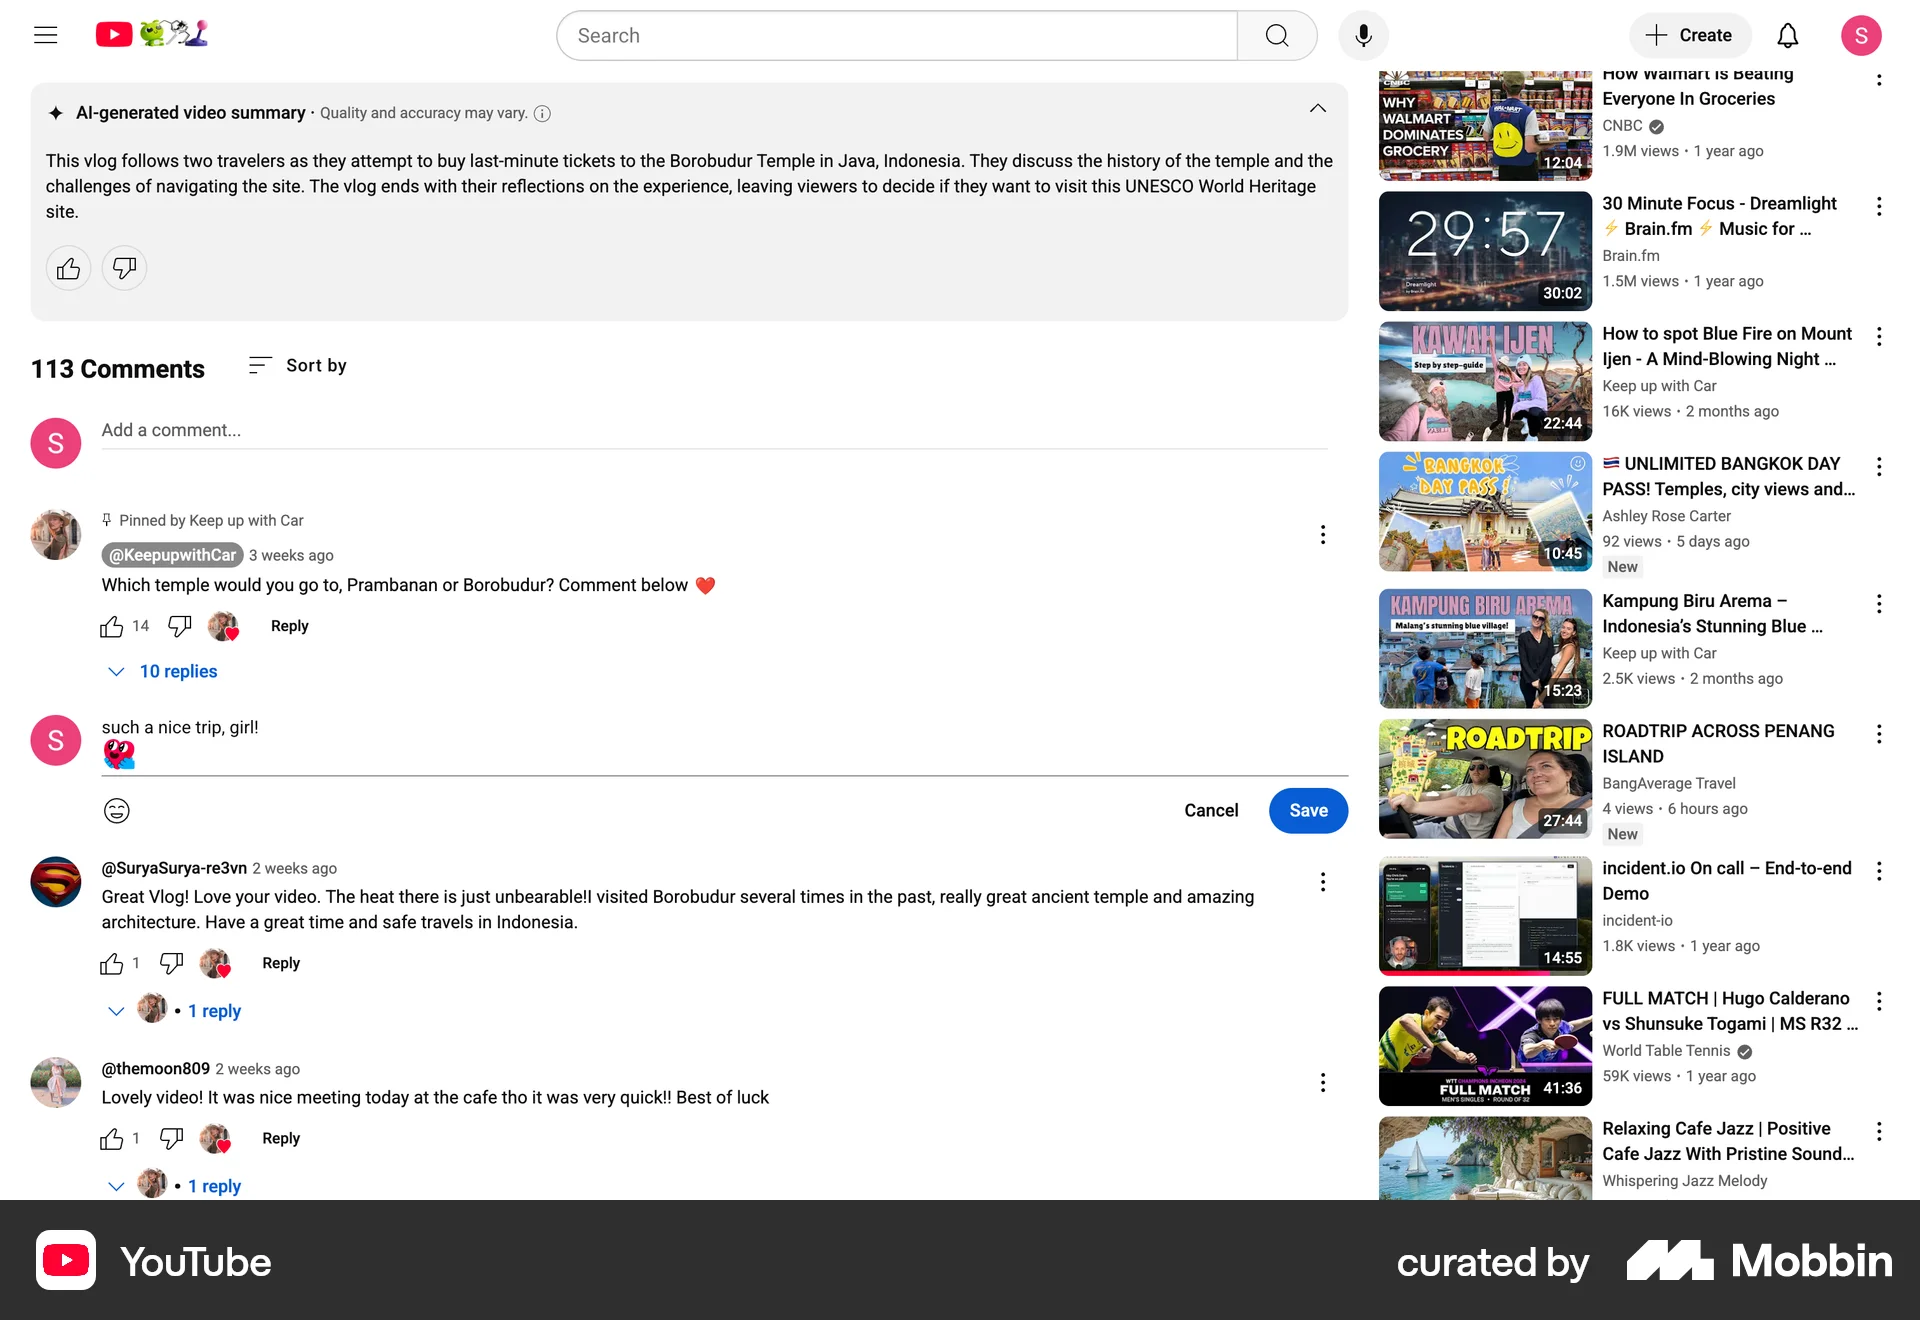 Search
Create
S
AI-generated video summary · Quality and accuracy may vary.
This vlog follows two travelers as they attempt to buy last-minute tickets to the Borobudur Temple in Java, Indonesia. They discuss the history of the temple and the
challenges of navigating the site. The vlog ends with their reflections on the experience, leaving viewers to decide if they want to visit this UNESCO World Heritage
site.
113 Comments
Sort by
S
Add a comment...
Pinned by Keep up with Car
@KeepupwithCar 3 weeks ago
Which temple would you go to, Prambanan or Borobudur? Comment below ❤️
14
Reply
10 replies
S
such a nice trip, girl!
Cancel
Save
@SuryaSurya-re3vn 2 weeks ago
Great Vlog! Love your video. The heat there is just unbearable!I visited Borobudur several times in the past, really great ancient temple and amazing
architecture. Have a great time and safe travels in Indonesia.
1
Reply
• 1 reply
@themoon809 2 weeks ago
Lovely video! It was nice meeting today at the cafe tho it was very quick!! Best of luck
1
Reply
• 1 reply
CNBC
WHY
WALMART
DOMINATES
GROCERY
12:04
How Walmart Is Beating
Everyone In Groceries
CNBC
1.9M views • 1 year ago
29:57
Dreamlight
30:02
30 Minute Focus - Dreamlight
⚡ Brain.fm ⚡ Music for ...
Brain.fm
1.5M views • 1 year ago
KAWAH IJEN
Step by step-guide
22:44
How to spot Blue Fire on Mount
Ijen - A Mind-Blowing Night ...
Keep up with Car
16K views • 2 months ago
BANGKOK
DAY PASS!
10:45
🇹🇭 UNLIMITED BANGKOK DAY
PASS! Temples, city views and...
Ashley Rose Carter
92 views • 5 days ago
New
KAMPUNG BIRU AREMA
Malang's stunning blue village!
15:23
Kampung Biru Arema –
Indonesia’s Stunning Blue ...
Keep up with Car
2.5K views • 2 months ago
ROADTRIP
27:44
ROADTRIP ACROSS PENANG
ISLAND
BangAverage Travel
4 views • 6 hours ago
New
14:55
incident.io On call – End-to-end
Demo
incident-io
1.8K views • 1 year ago
WTT CHAMPIONS INCHEON 2024
FULL MATCH
MEN'S SINGLES • ROUND OF 32
41:36
FULL MATCH | Hugo Calderano
vs Shunsuke Togami | MS R32 ...
World Table Tennis
59K views • 1 year ago
Relaxing Cafe Jazz | Positive
Cafe Jazz With Pristine Sound...
Whispering Jazz Melody
YouTube
curated by
Mobbin